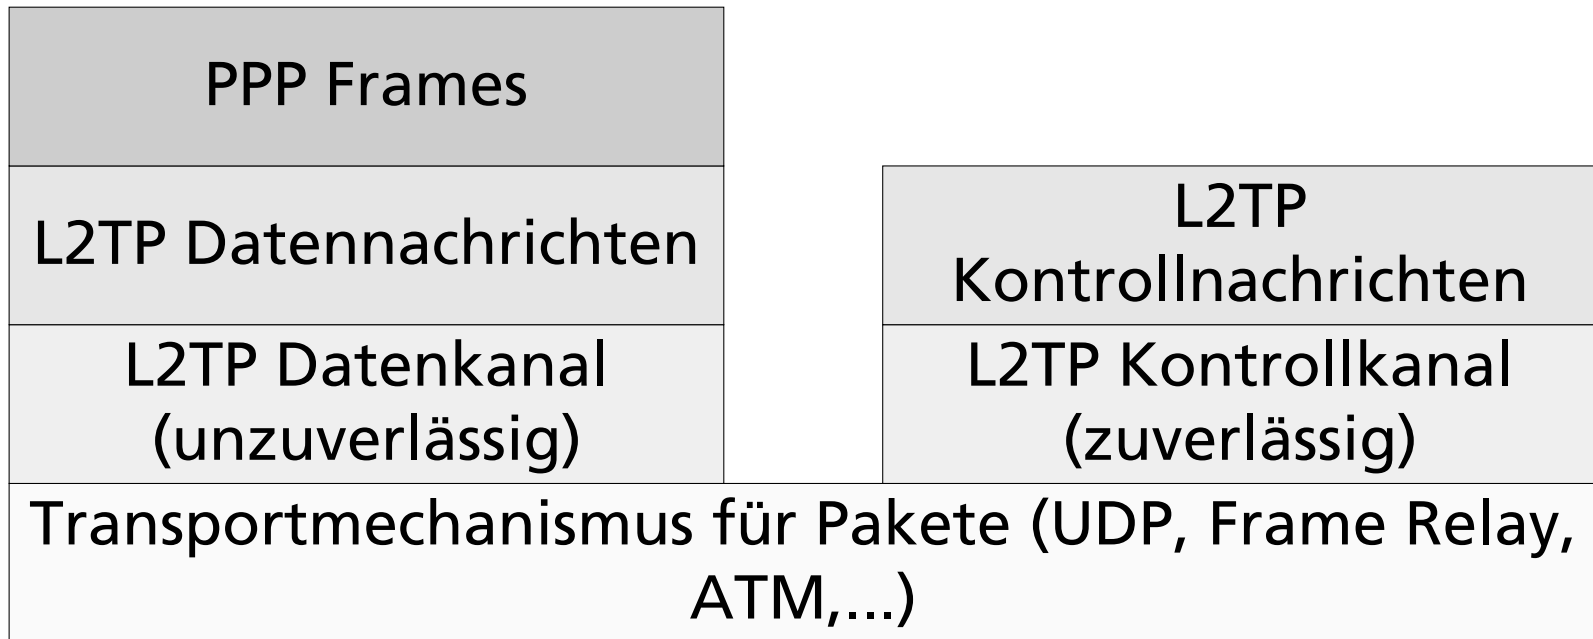 PPP Frames
L2TP Datennachrichten
L2TP
Kontrollnachrichten
L2TP Datenkanal
(unzuverlässig)
L2TP Kontrollkanal
(zuverlässig)
Transportmechanismus für Pakete (UDP, Frame Relay,
ATM,...)